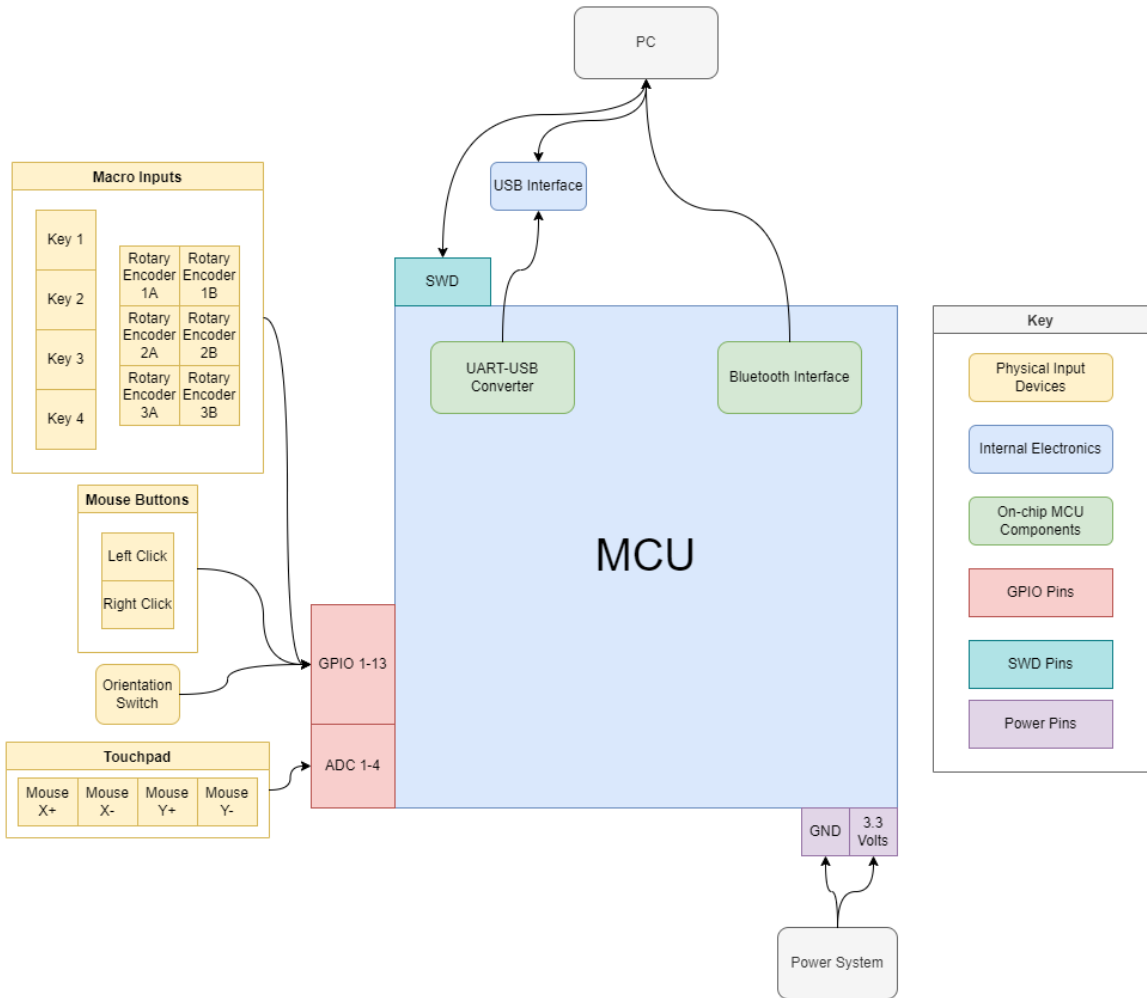 PC
USB Interface
SWD
UART-USB
Converter
Bluetooth Interface
MCU
Macro Inputs
Key 1
Key 2
Key 3
Key 4
Rotary
Encoder
1A
Rotary
Encoder
1B
Rotary
Encoder
2A
Rotary
Encoder
2B
Rotary
Encoder
3A
Rotary
Encoder
3B
Mouse Buttons
Left Click
Right Click
Orientation
Switch
Touchpad
Mouse
X+
Mouse
X-
Mouse
Y+
Mouse
Y-
GPIO 1-13
ADC 1-4
GND
3.3
Volts
Power System
Key
Physical Input
Devices
Internal Electronics
On-chip MCU
Components
GPIO Pins
SWD Pins
Power Pins